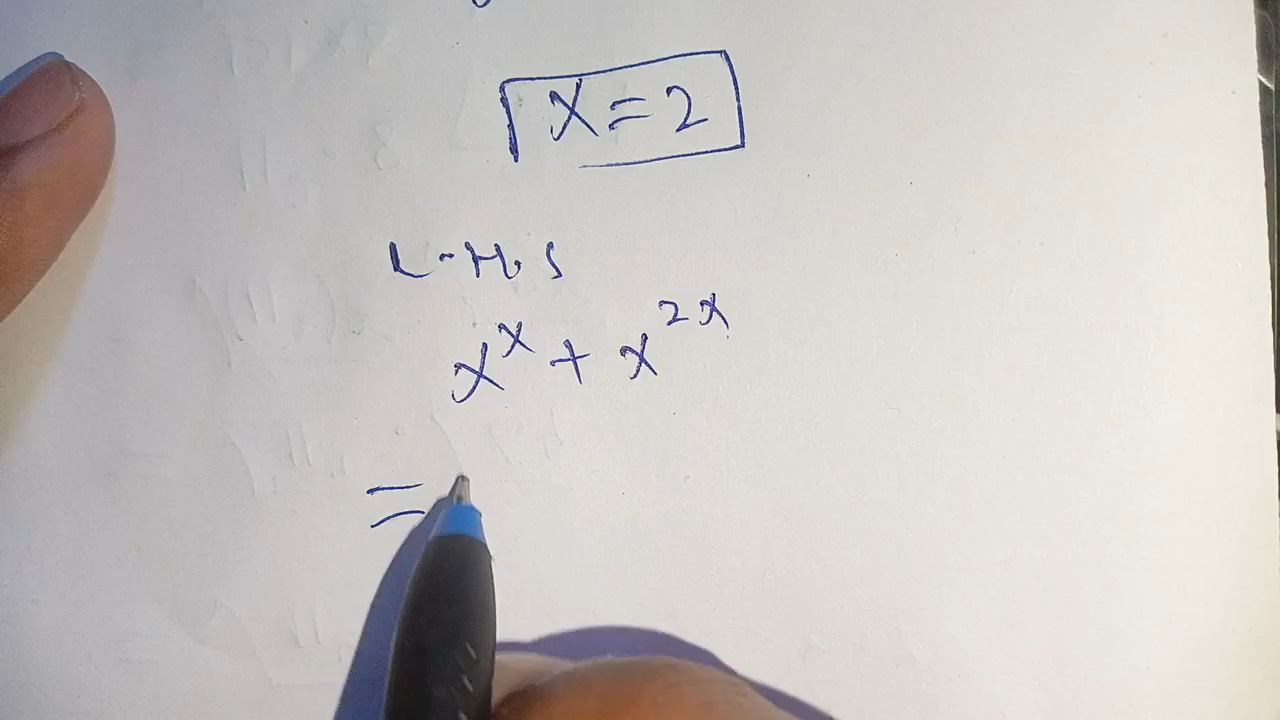 x = 2
L.H.S
x^x + x^{2x}
=